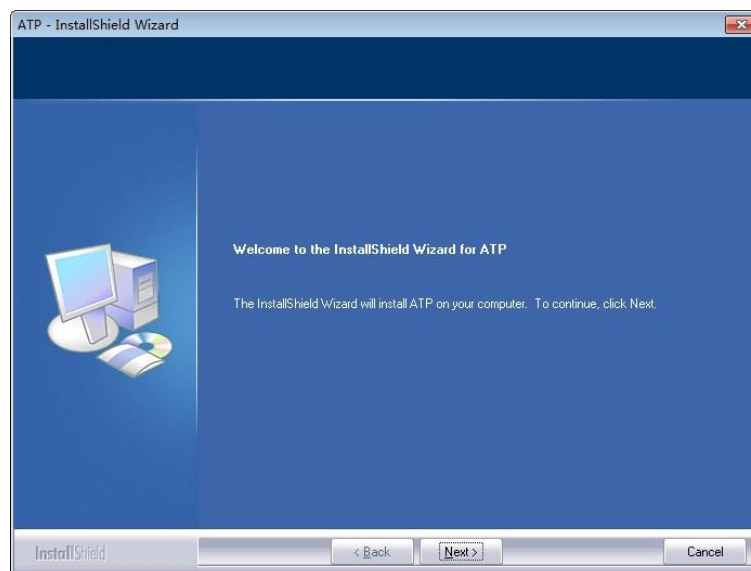 ATP - InstallShield Wizard
Welcome to the InstallShield Wizard for ATP
The InstallShield Wizard will install ATP on your computer. To continue, click Next.
InstallShield
< Back
Next >
Cancel